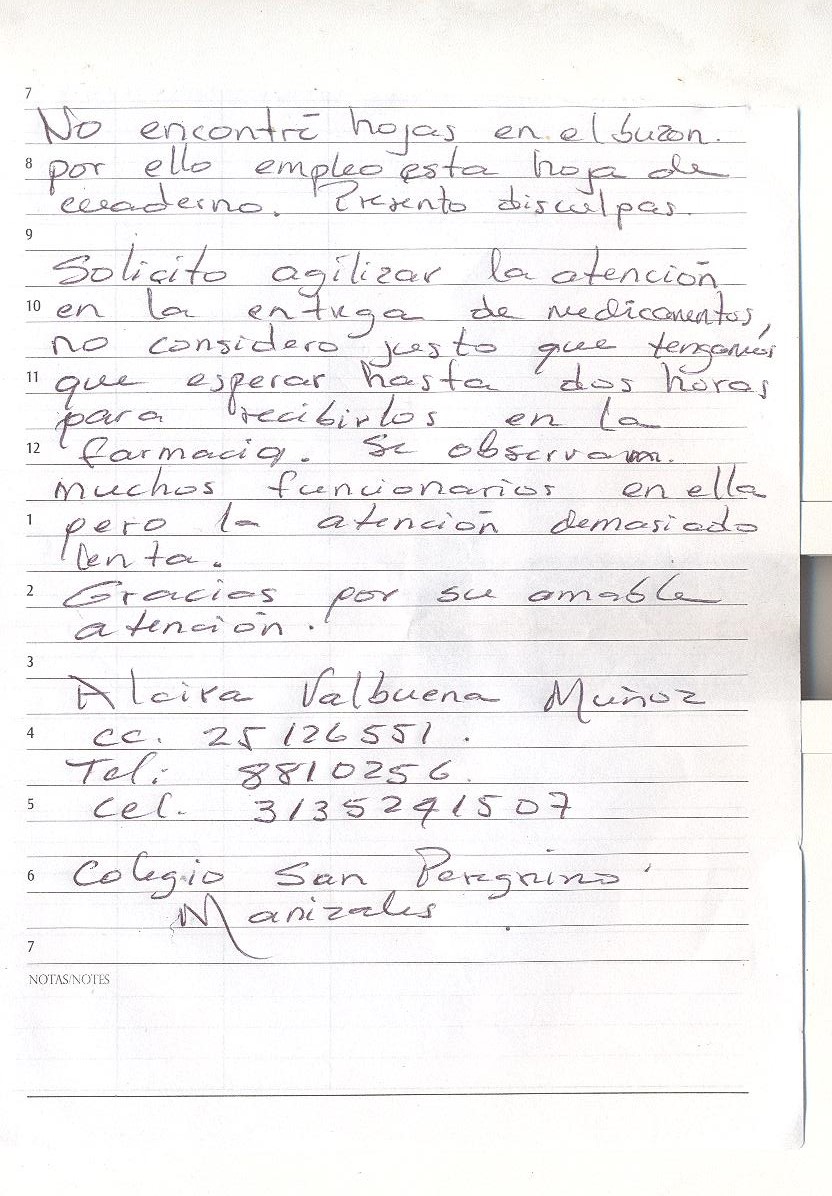 7
No encontré hojas en el buzon.
8 por ello empleo esta hoja de
cuaderno. Presento disculpas.
9
Solicito agilizar la atención
10 en la entrega de medicamentos,
no considero justo que tengamos
11 que esperar hasta dos horas
para recibirlos en la
12 farmacia. Se observan
muchos funcionarios en ella
1 pero la atención demasiado
lenta.
2 Gracias por su amable
atención.
3
Alcira Valbuena Muñoz
4 cc. 25126551.
Tel: 8810256.
5 cel. 3135291507
6 Colegio San Peregrino
Manizales
7
NOTAS/NOTES